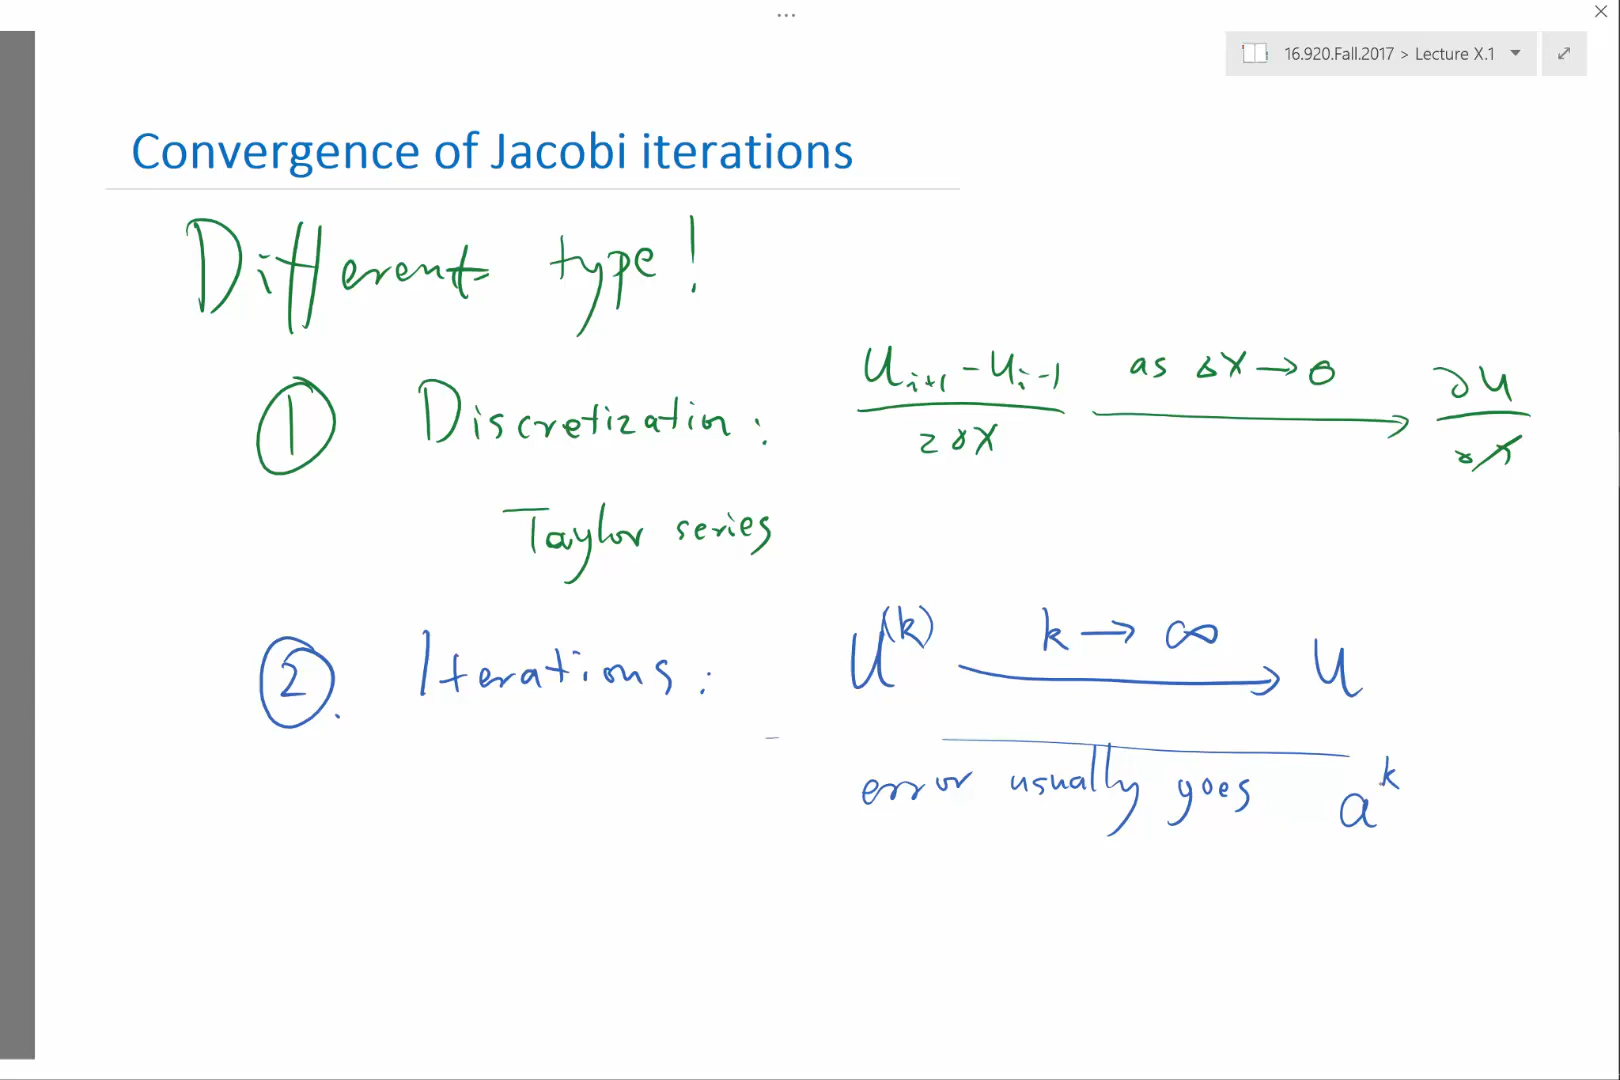 16.920.Fall.2017 > Lecture X.1
Convergence of Jacobi iterations
Different type!
① Discretization: (u_{i+1} - u_{i-1}) / 2Δx as Δx → 0 ∂u/∂x
Taylor series
②. Iterations: u^{(k)} k → ∞ u
error usually goes a^k